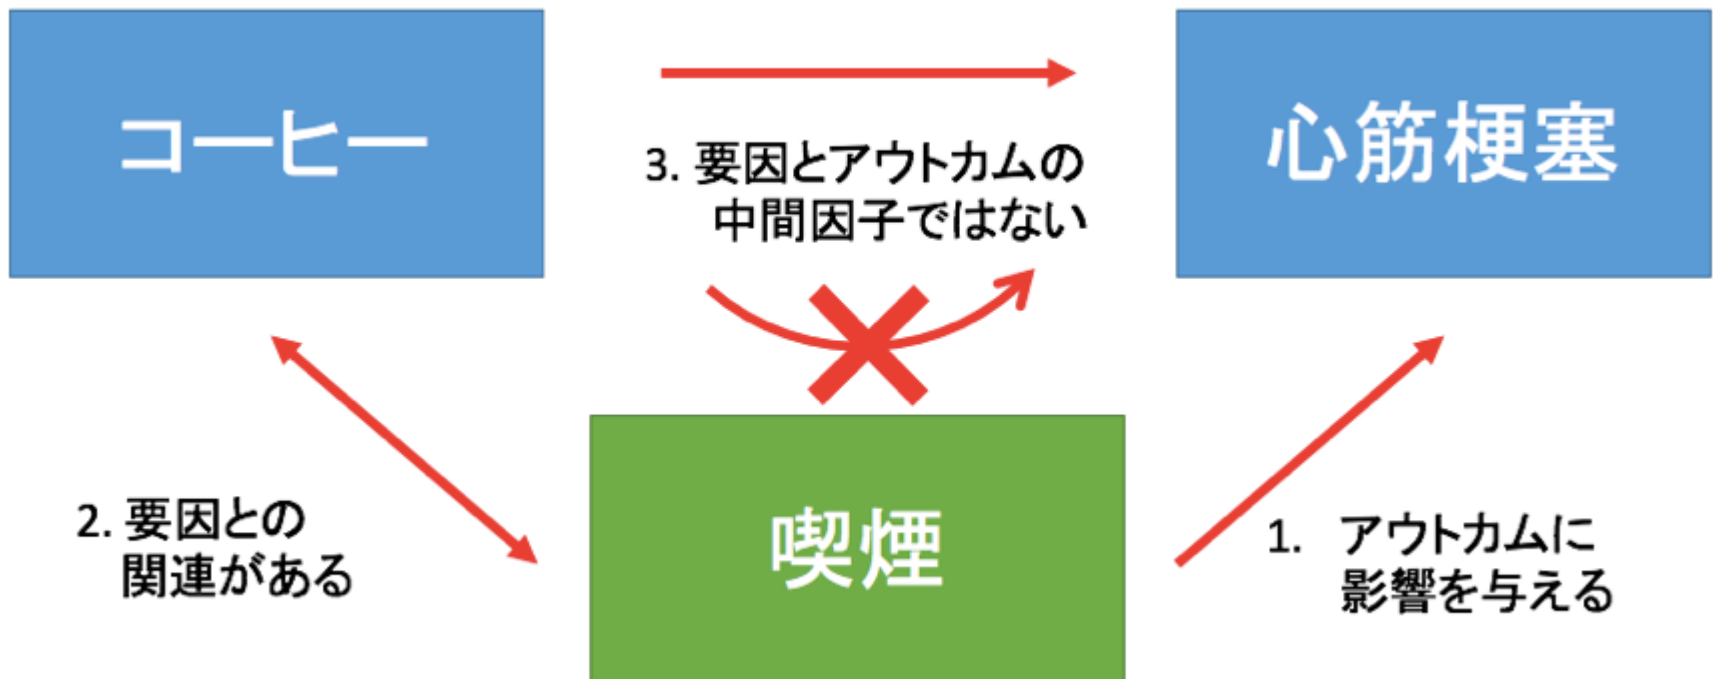 コーヒー
心筋梗塞
3. 要因とアウトカムの
中間因子ではない
2. 要因との
関連がある
喫煙
1. アウトカムに
影響を与える